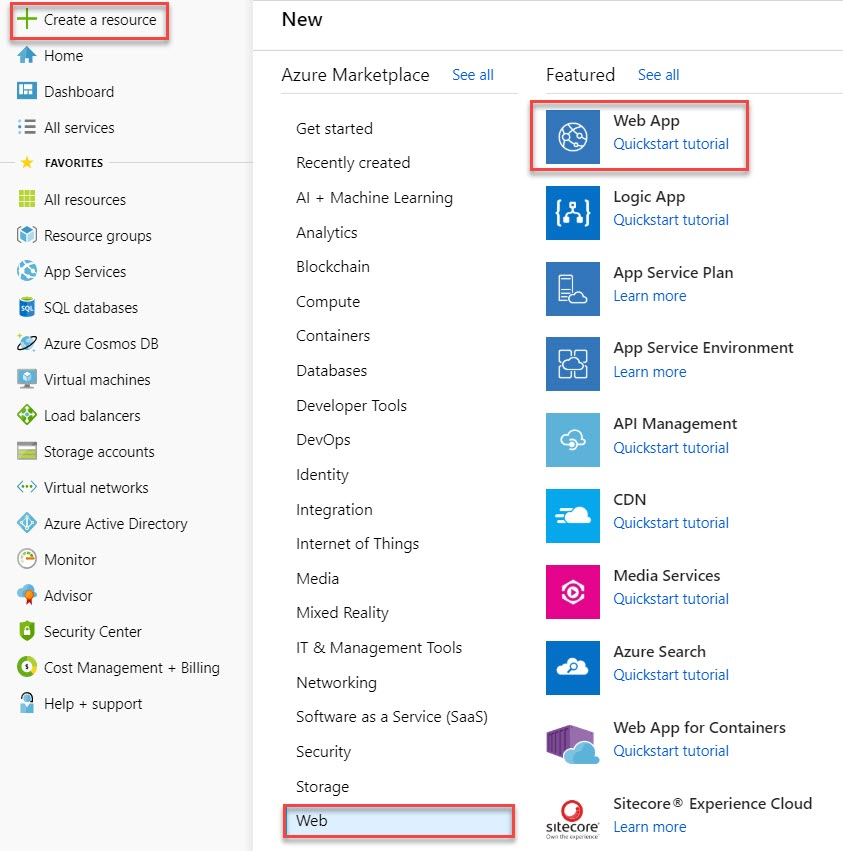 Create a resource
Home
Dashboard
All services
FAVORITES
All resources
Resource groups
App Services
SQL
SQL databases
Azure Cosmos DB
Virtual machines
Load balancers
Storage accounts
Virtual networks
Azure Active Directory
Monitor
Advisor
Security Center
Cost Management + Billing
Help + support
New
Azure Marketplace See all
Get started
Recently created
AI + Machine Learning
Analytics
Blockchain
Compute
Containers
Databases
Developer Tools
DevOps
Identity
Integration
Internet of Things
Media
Mixed Reality
IT & Management Tools
Networking
Software as a Service (SaaS)
Security
Storage
Web
Featured See all
Web App
Quickstart tutorial
Logic App
Quickstart tutorial
App Service Plan
Learn more
App Service Environment
Learn more
API Management
Quickstart tutorial
CDN
Quickstart tutorial
Media Services
Quickstart tutorial
Azure Search
Quickstart tutorial
Web App for Containers
Quickstart tutorial
sitecore
Own the experience®
Sitecore® Experience Cloud
Learn more